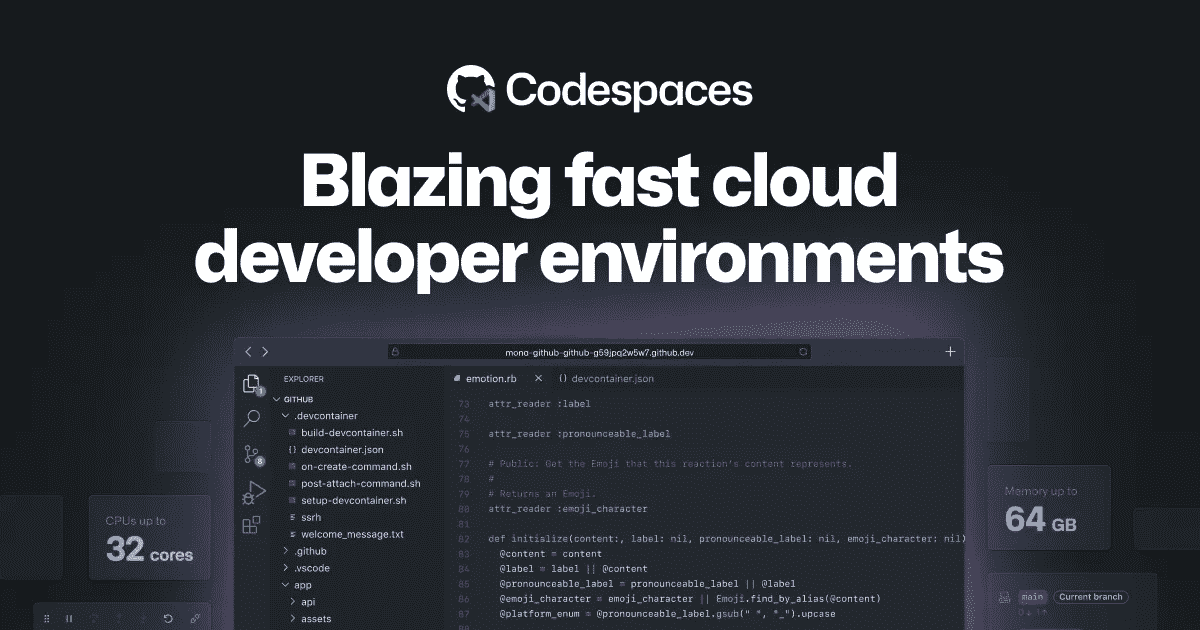 Codespaces
Blazing fast cloud
developer environments
mona-github-github-g59jpq2w5w7.github.dev
EXPLORER
GITHUB
.devcontainer
build-devcontainer.sh
devcontainer.json
on-create-command.sh
post-attach-command.sh
setup-devcontainer.sh
ssrh
welcome_message.txt
.github
.vscode
app
api
assets
1
8
emotion.rb
{} devcontainer.json
73 attr_reader :label
74
75 attr_reader :pronounceable_label
76
77 # Public: Get the Emoji that this reaction's content represents.
78 #
79 # Returns an Emoji.
80 attr_reader :emoji_character
81
82 def initialize(content:, label: nil, pronounceable_label: nil, emoji_character: nil)
83 @content = content
84 @label = label || @content
85 @pronounceable_label = pronounceable_label || @label
86 @emoji_character = emoji_character || Emoji.find_by_alias(@content)
87 @platform_enum = @pronounceable_label.gsub(" ", "_").upcase
88
CPUs up to
32 cores
Memory up to
64 GB
main
Current branch
0↓ 1↑